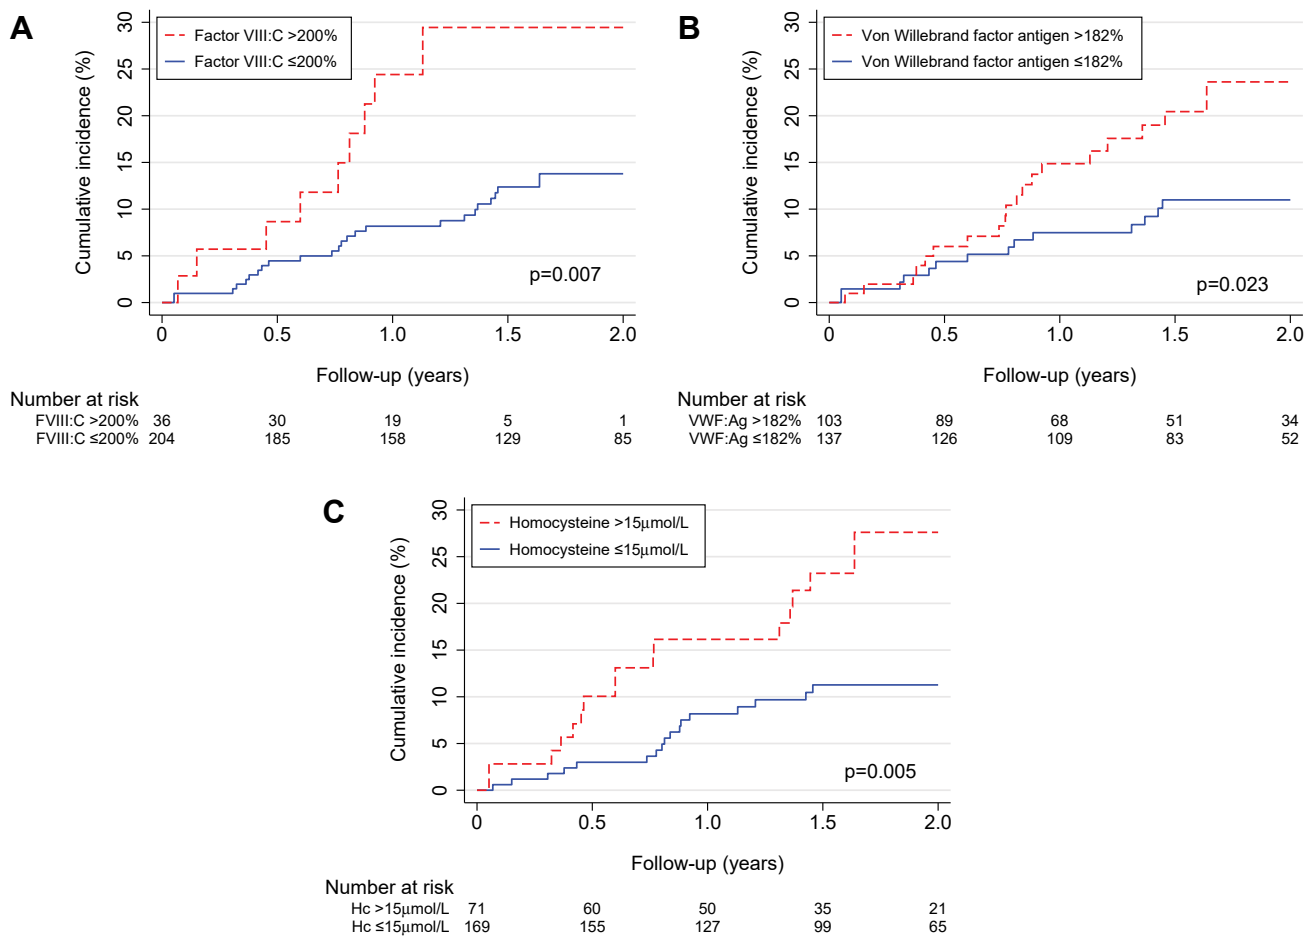 A
Factor VIII:C >200%
Factor VIII:C ≤200%
Cumulative incidence (%)
30
25
20
15
10
5
0
p=0.007
0 0.5 1.0 1.5 2.0
Follow-up (years)
Number at risk
FVIII:C >200% 36 30 19 5 1
FVIII:C ≤200% 204 185 158 129 85
B
Von Willebrand factor antigen >182%
Von Willebrand factor antigen ≤182%
Cumulative incidence (%)
30
25
20
15
10
5
0
p=0.023
0 0.5 1.0 1.5 2.0
Follow-up (years)
Number at risk
VWF:Ag >182% 103 89 68 51 34
VWF:Ag ≤182% 137 126 109 83 52
C
Homocysteine >15μmol/L
Homocysteine ≤15μmol/L
Cumulative incidence (%)
30
25
20
15
10
5
0
p=0.005
0 0.5 1.0 1.5 2.0
Follow-up (years)
Number at risk
Hc >15μmol/L 71 60 50 35 21
Hc ≤15μmol/L 169 155 127 99 65